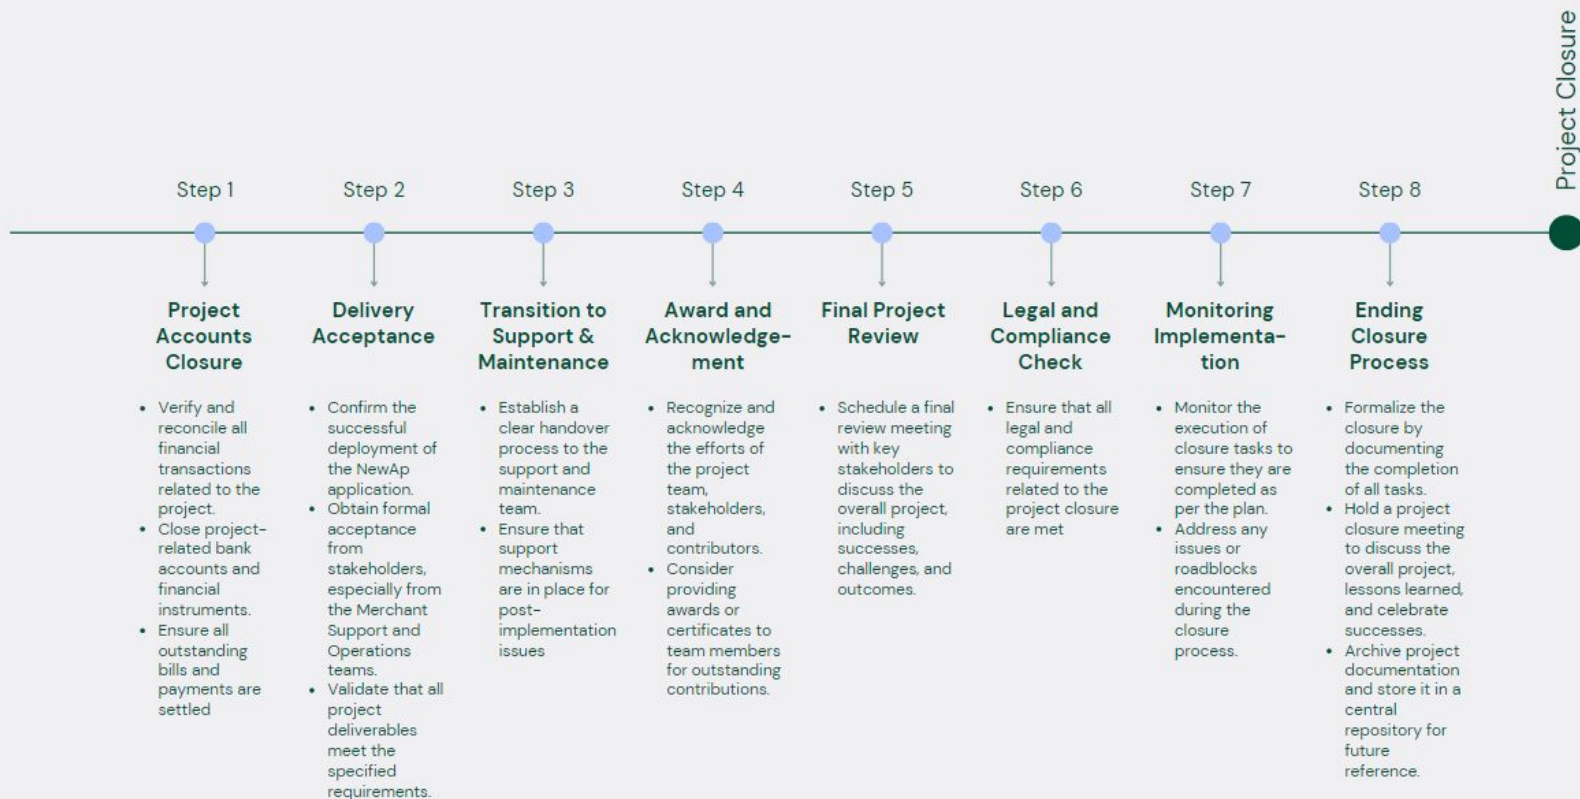 Project Closure
Step 1
Project
Accounts
Closure
• Verify and
reconcile all
financial
transactions
related to the
project.
• Close project-
related bank
accounts and
financial
instruments.
• Ensure all
outstanding
bills and
payments are
settled
Step 2
Delivery
Acceptance
• Confirm the
successful
deployment of
the NewAp
application.
• Obtain formal
acceptance
from
stakeholders,
especially from
the Merchant
Support and
Operations
teams.
• Validate that all
project
deliverables
meet the
specified
requirements.
Step 3
Transition to
Support &
Maintenance
• Establish a
clear handover
process to the
support and
maintenance
team.
• Ensure that
support
mechanisms
are in place for
post-
implementation
issues
Step 4
Award and
Acknowledge-
ment
• Recognize and
acknowledge
the efforts of
the project
team,
stakeholders,
and
contributors.
• Consider
providing
awards or
certificates to
team members
for outstanding
contributions.
Step 5
Final Project
Review
• Schedule a final
review meeting
with key
stakeholders to
discuss the
overall project,
including
successes,
challenges, and
outcomes.
Step 6
Legal and
Compliance
Check
• Ensure that all
legal and
compliance
requirements
related to the
project closure
are met
Step 7
Monitoring
Implementa-
tion
• Monitor the
execution of
closure tasks to
ensure they are
completed as
per the plan.
• Address any
issues or
roadblocks
encountered
during the
closure
process.
Step 8
Ending
Closure
Process
• Formalize the
closure by
documenting
the completion
of all tasks.
• Hold a project
closure meeting
to discuss the
overall project,
lessons learned,
and celebrate
successes.
• Archive project
documentation
and store it in a
central
repository for
future
reference.